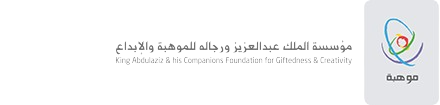 مؤسسة الملك عبدالعزيز ورجاله للموهبة والإبداع
King Abdulaziz & his Companions Foundation for Giftedness & Creativity
موهبة